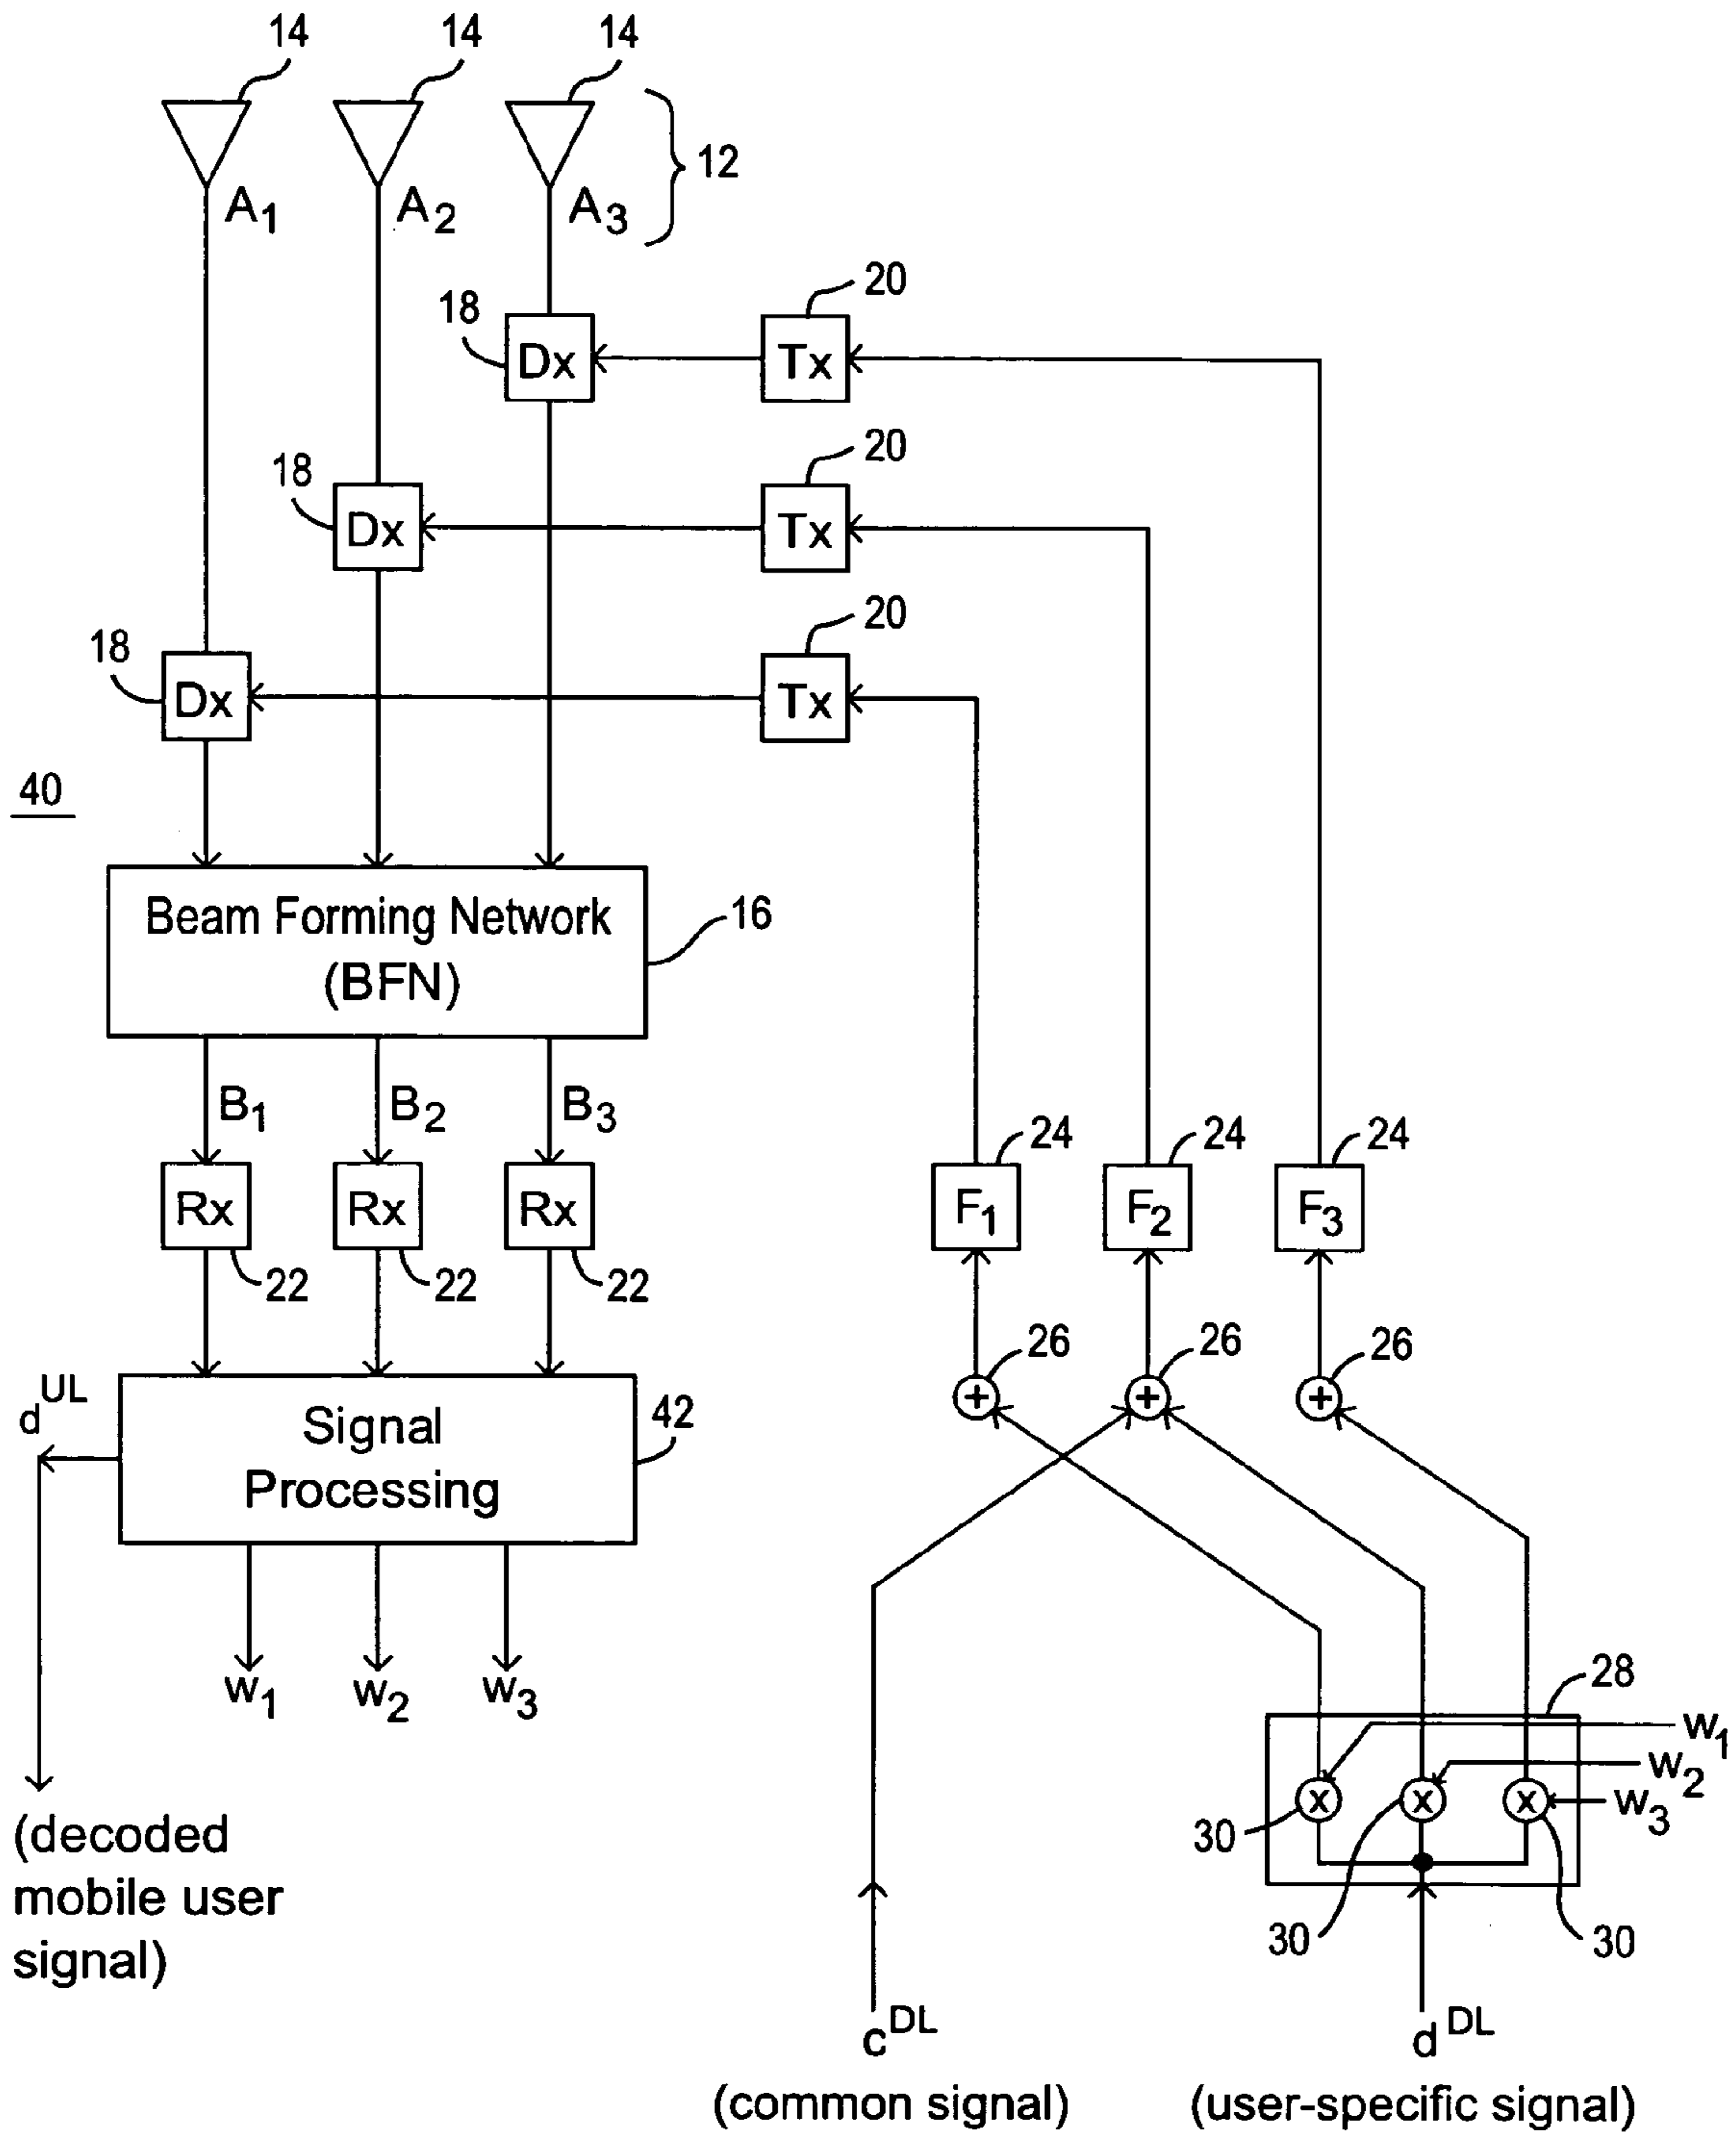 14 14 14
12
A1 A2 A3
20
18 Dx Tx
20
18 Dx Tx
20
18 Dx Tx
40
Beam Forming Network
(BFN)
16
B1 B2 B3
24 24 24
Rx Rx Rx
F1 F2 F3
22 22 22
26 26 26
+ + +
dUL
Signal
Processing
42
w1 w2 w3
28
w1
w2
x x x w3
30
30 30
(decoded
mobile user
signal)
cDL dDL
(common signal) (user-specific signal)